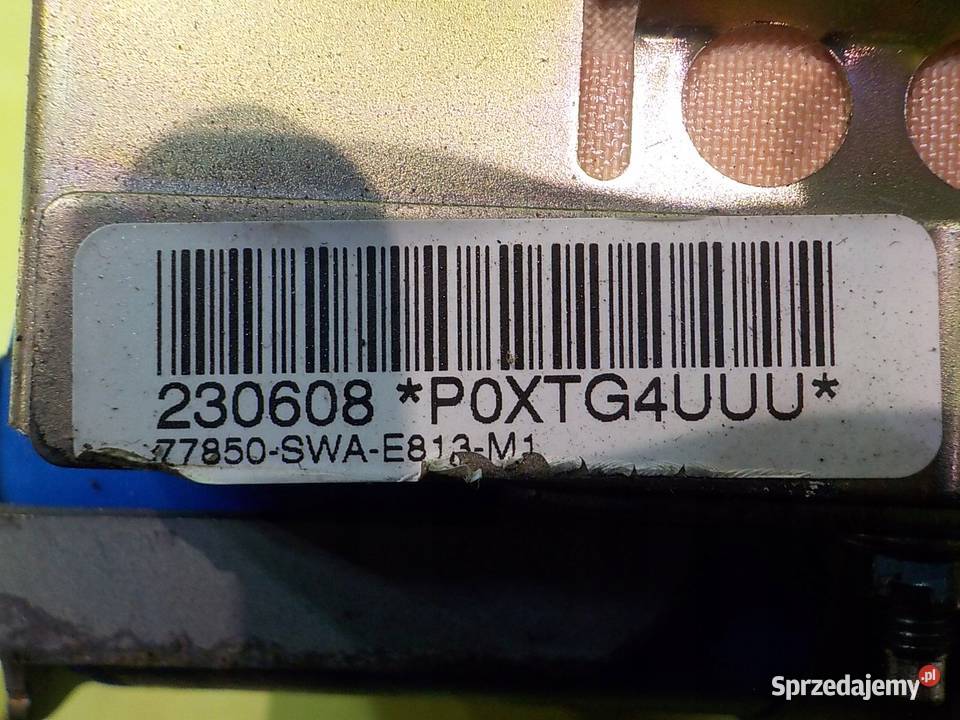 230608 *P0XTG4UUU*
77850-SWA-E813-M1
Sprzedajemy.pl